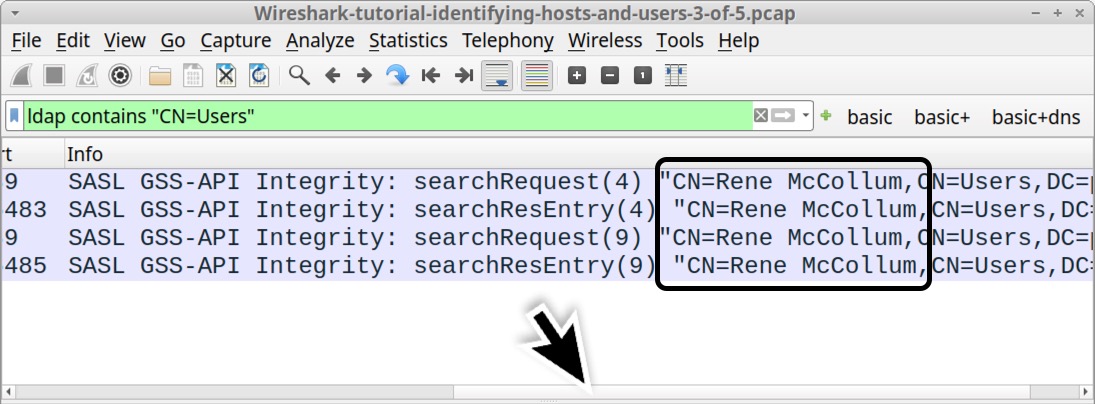 Wireshark-tutorial-identifying-hosts-and-users-3-of-5.pcap
File Edit View Go Capture Analyze Statistics Telephony Wireless Tools Help
ldap contains "CN=Users" basic basic+ basic+dns
rt Info
9 SASL GSS-API Integrity: searchRequest(4) "CN=Rene McCollum,CN=Users,DC=
483 SASL GSS-API Integrity: searchResEntry(4) "CN=Rene McCollum,CN=Users,DC=
9 SASL GSS-API Integrity: searchRequest(9) "CN=Rene McCollum,CN=Users,DC=
485 SASL GSS-API Integrity: searchResEntry(9) "CN=Rene McCollum,CN=Users,DC=